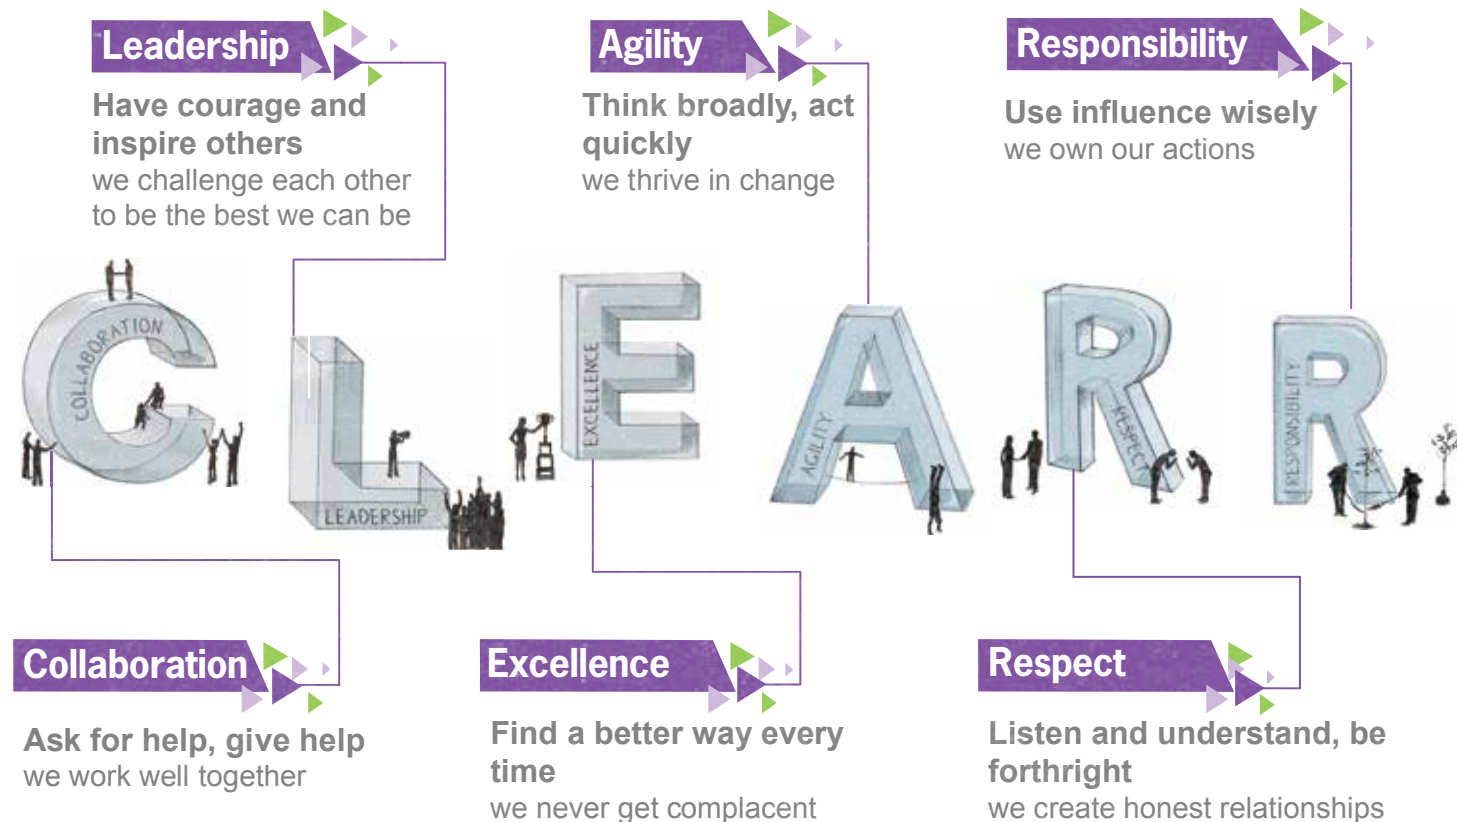 Leadership
Have courage and
inspire others
we challenge each other
to be the best we can be
Agility
Think broadly, act
quickly
we thrive in change
Responsibility
Use influence wisely
we own our actions
COLLABORATION
LEADERSHIP
EXCELLENCE
AGILITY
RESPECT
RESPONSIBILITY
Collaboration
Ask for help, give help
we work well together
Excellence
Find a better way every
time
we never get complacent
Respect
Listen and understand, be
forthright
we create honest relationships